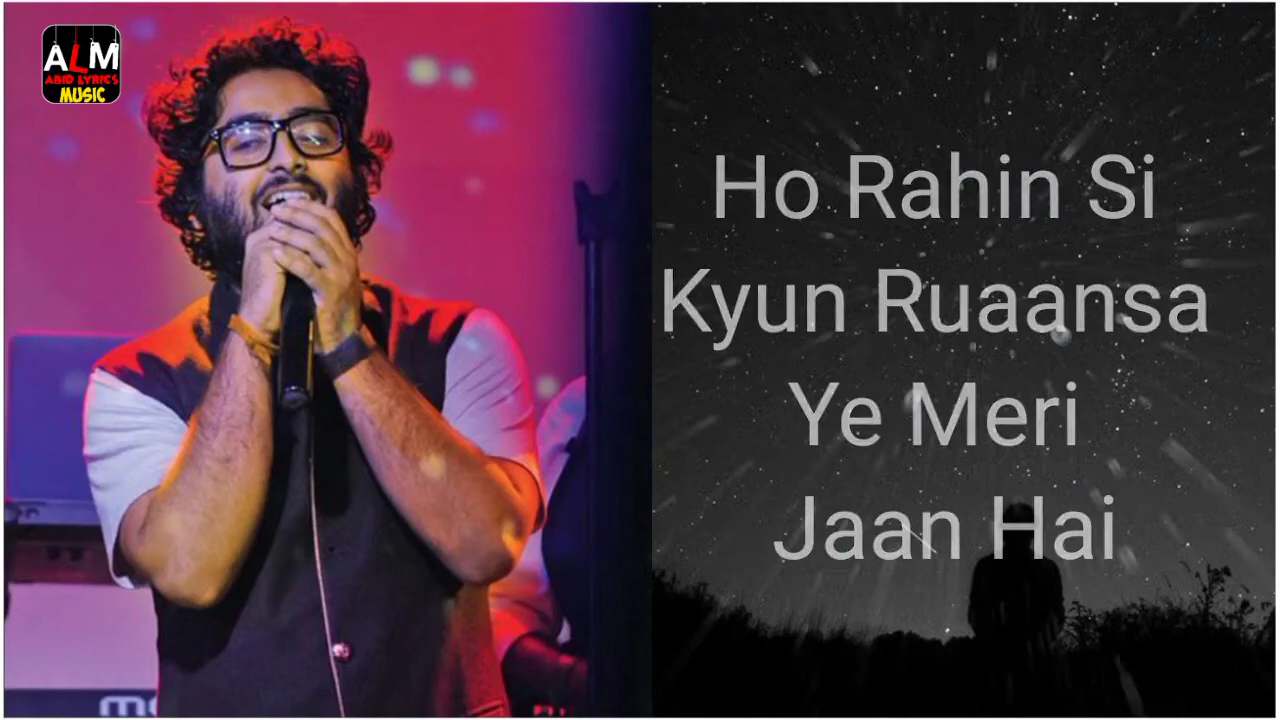 ALM
ABID LYRICS
MUSIC
Ho Rahin Si
Kyun Ruaansa
Ye Meri
Jaan Hai